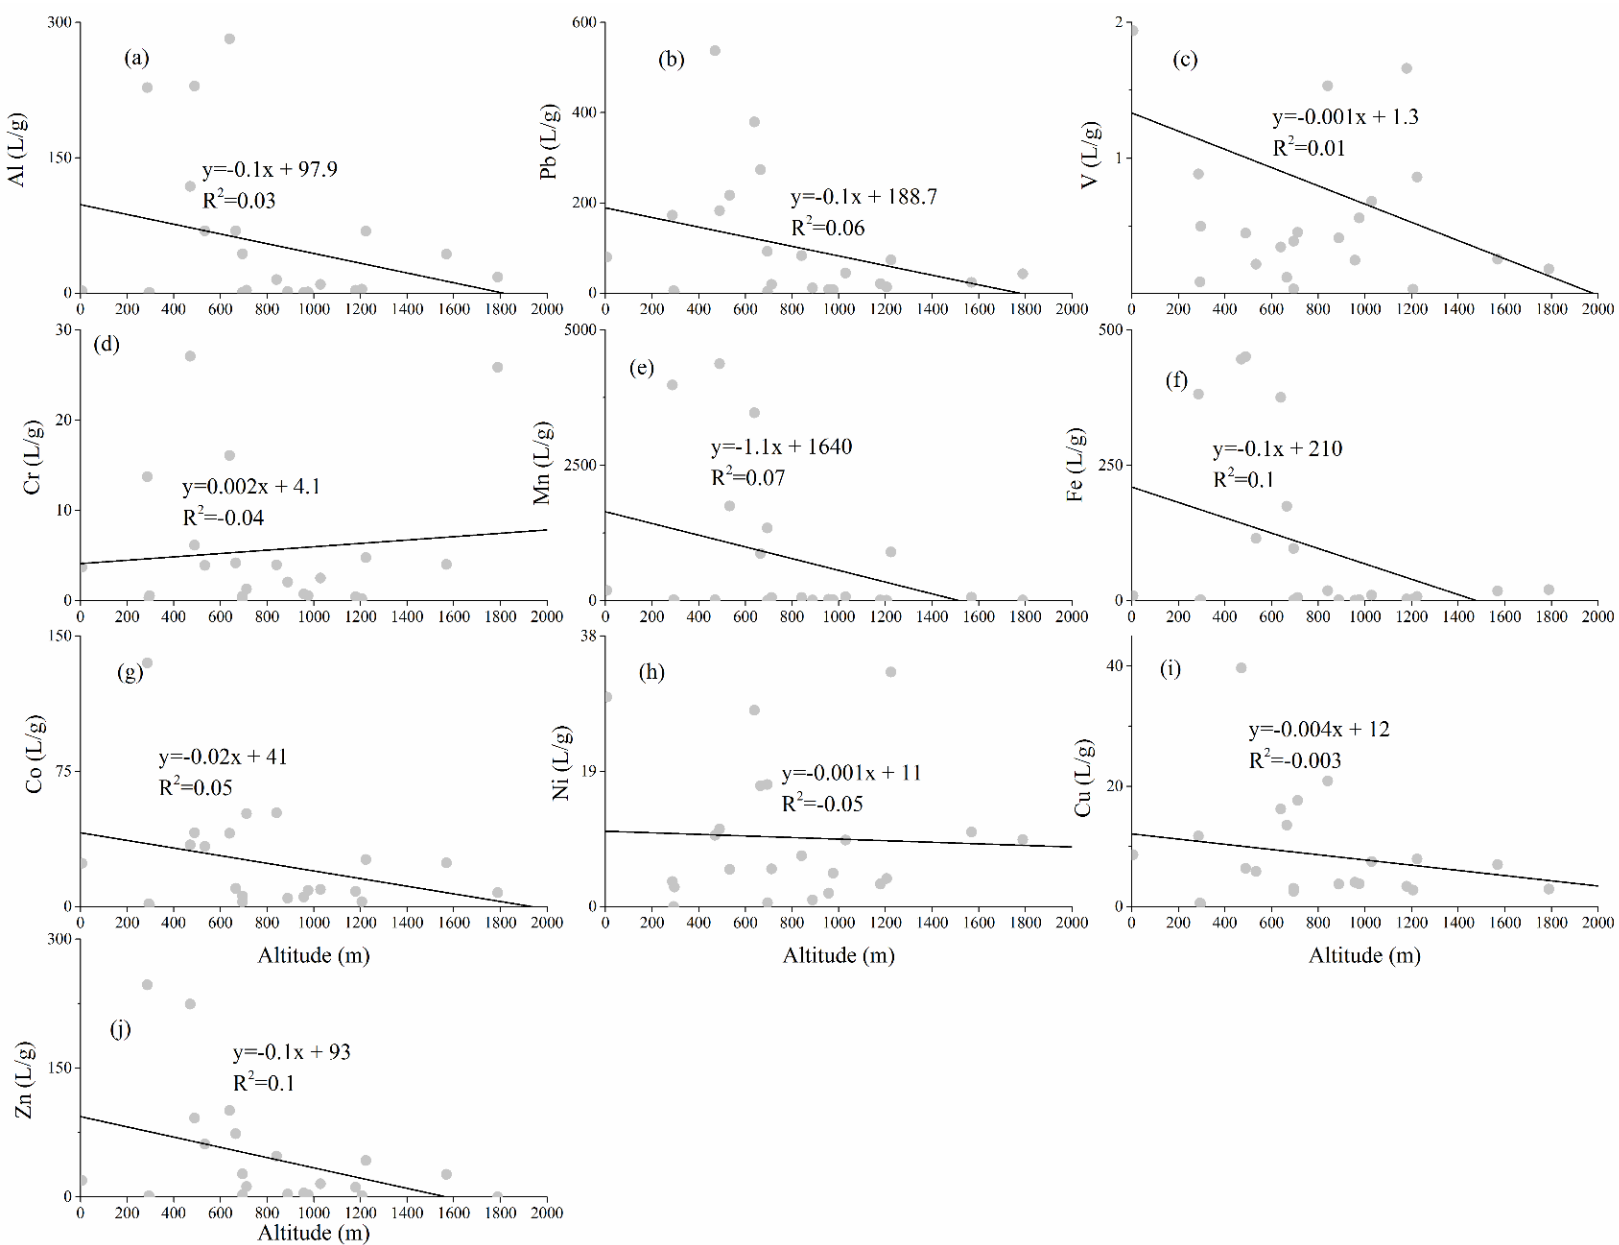 (a)
Al (L/g)
y=-0.1x + 97.9
R²=0.03
300
150
0
0 200 400 600 800 1000 1200 1400 1600 1800 2000
(b)
Pb (L/g)
y=-0.1x + 188.7
R²=0.06
600
400
200
0
0 200 400 600 800 1000 1200 1400 1600 1800 2000
(c)
V (L/g)
y=-0.001x + 1.3
R²=0.01
2
1
0
0 200 400 600 800 1000 1200 1400 1600 1800 2000
(d)
Cr (L/g)
y=0.002x + 4.1
R²=-0.04
30
20
10
0
0 200 400 600 800 1000 1200 1400 1600 1800 2000
(e)
Mn (L/g)
y=-1.1x + 1640
R²=0.07
5000
2500
0
0 200 400 600 800 1000 1200 1400 1600 1800 2000
(f)
Fe (L/g)
y=-0.1x + 210
R²=0.1
500
250
0
0 200 400 600 800 1000 1200 1400 1600 1800 2000
(g)
Co (L/g)
y=-0.02x + 41
R²=0.05
150
75
0
0 200 400 600 800 1000 1200 1400 1600 1800 2000
Altitude (m)
(h)
Ni (L/g)
y=-0.001x + 11
R²=-0.05
38
19
0
0 200 400 600 800 1000 1200 1400 1600 1800 2000
Altitude (m)
(i)
Cu (L/g)
y=-0.004x + 12
R²=-0.003
40
20
0
0 200 400 600 800 1000 1200 1400 1600 1800 2000
Altitude (m)
(j)
Zn (L/g)
y=-0.1x + 93
R²=0.1
300
150
0
0 200 400 600 800 1000 1200 1400 1600 1800 2000
Altitude (m)